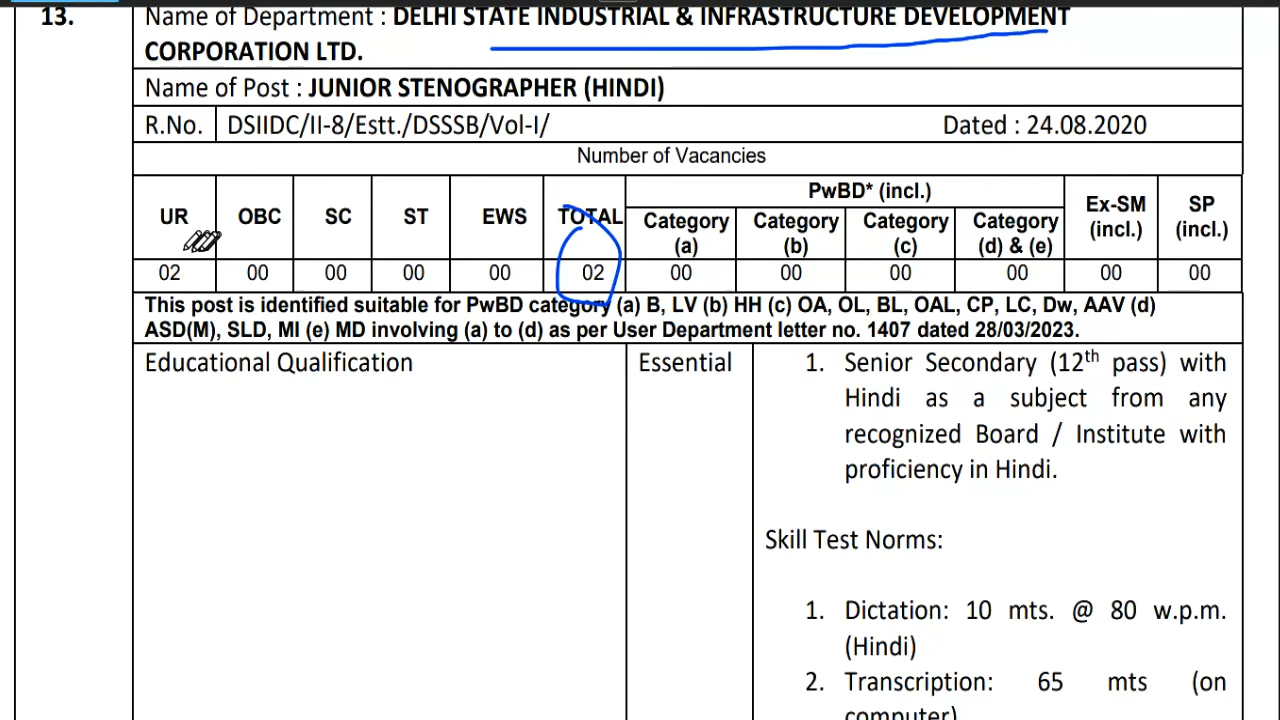 13. Name of Department : DELHI STATE INDUSTRIAL & INFRASTRUCTURE DEVELOPMENT
CORPORATION LTD.
Name of Post : JUNIOR STENOGRAPHER (HINDI)
R.No. DSIIDC/II-8/Estt./DSSSB/Vol-I/ Dated : 24.08.2020
Number of Vacancies
UR OBC SC ST EWS TOTAL PwBD* (incl.) Ex-SM (incl.) SP (incl.)
Category (a) Category (b) Category (c) Category (d) & (e)
02 00 00 00 00 02 00 00 00 00 00 00
This post is identified suitable for PwBD category (a) B, LV (b) HH (c) OA, OL, BL, OAL, CP, LC, Dw, AAV (d)
ASD(M), SLD, MI (e) MD involving (a) to (d) as per User Department letter no. 1407 dated 28/03/2023.
Educational Qualification Essential 1. Senior Secondary (12th pass) with
Hindi as a subject from any
recognized Board / Institute with
proficiency in Hindi.
Skill Test Norms:
1. Dictation: 10 mts. @ 80 w.p.m.
(Hindi)
2. Transcription: 65 mts (on
computer)